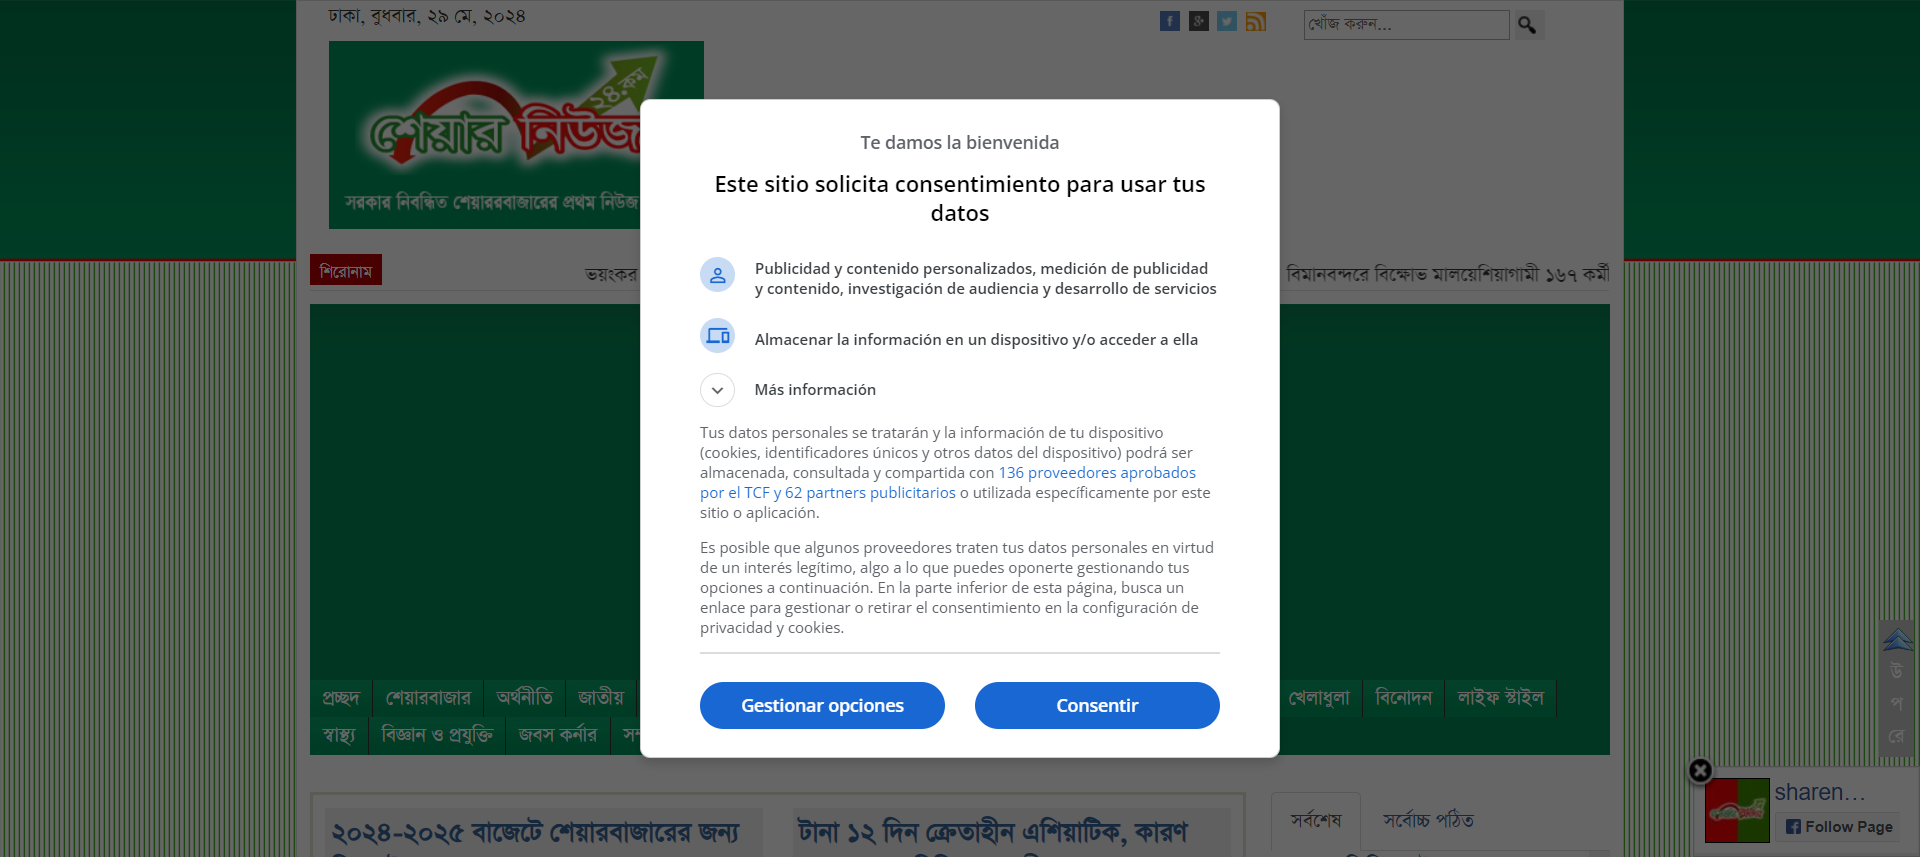 ঢাকা, বুধবার, ২৯ মে, ২০২৪
খোঁজ করুন...
শেয়ার নিউজ
২৪.কম
সরকার নিবন্ধিত শেয়ারবাজারের প্রথম নিউজ
শিরোনাম
ভয়ংকর
বিমানবন্দরে বিক্ষোভ মালয়েশিয়াগামী ১৬৭ কর্মী
Te damos la bienvenida
Este sitio solicita consentimiento para usar tus
datos
Publicidad y contenido personalizados, medición de publicidad
y contenido, investigación de audiencia y desarrollo de servicios
Almacenar la información en un dispositivo y/o acceder a ella
Más información
Tus datos personales se tratarán y la información de tu dispositivo
(cookies, identificadores únicos y otros datos del dispositivo) podrá ser
almacenada, consultada y compartida con 136 proveedores aprobados
por el TCF y 62 partners publicitarios o utilizada específicamente por este
sitio o aplicación.
Es posible que algunos proveedores traten tus datos personales en virtud
de un interés legítimo, algo a lo que puedes oponerte gestionando tus
opciones a continuación. En la parte inferior de esta página, busca un
enlace para gestionar o retirar el consentimiento en la configuración de
privacidad y cookies.
Gestionar opciones
Consentir
প্রচ্ছদ শেয়ারবাজার অর্থনীতি জাতীয় খেলাধুলা বিনোদন লাইফ স্টাইল
স্বাস্থ্য বিজ্ঞান ও প্রযুক্তি জবস কর্নার
উ
প
রে
২০২৪-২০২৫ বাজেটে শেয়ারবাজারের জন্য
টানা ১২ দিন ক্রেতাহীন এশিয়াটিক, কারণ
সর্বশেষ
সর্বোচ্চ পঠিত
sharen...
Follow Page